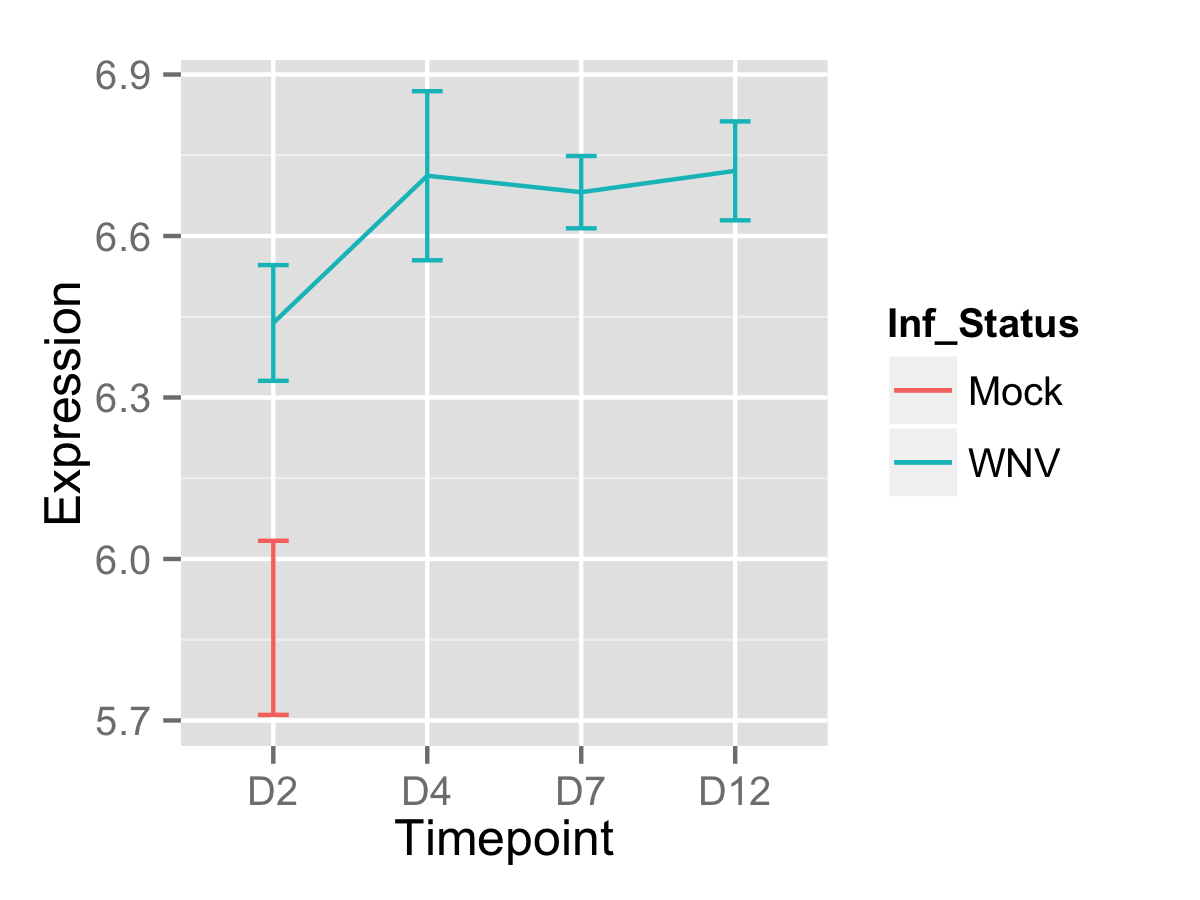 6.9
6.6
6.3
6.0
5.7
Expression
D2 D4 D7 D12
Timepoint
Inf_Status
Mock
WNV